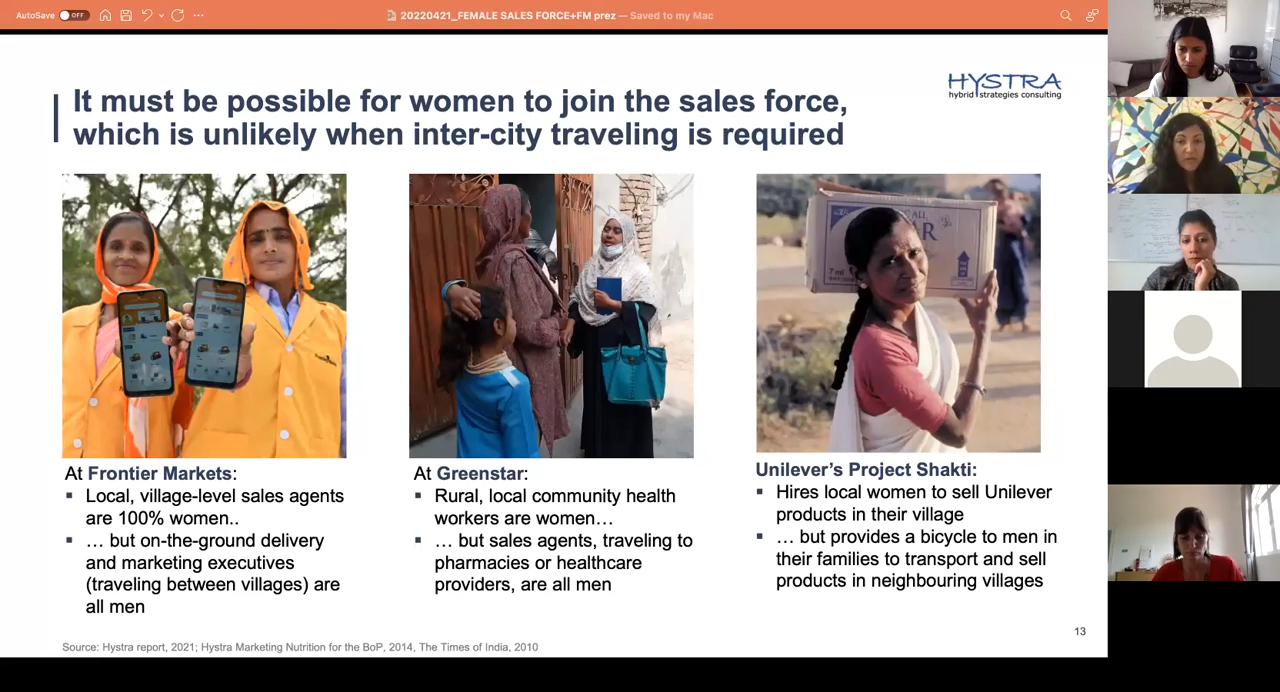 AutoSave OFF
20220421_FEMALE SALES FORCE+FM prez — Saved to my Mac
HYSTRA
hybrid strategies consulting
It must be possible for women to join the sales force,
which is unlikely when inter-city traveling is required
At Frontier Markets:
▪ Local, village-level sales agents
are 100% women..
▪ … but on-the-ground delivery
and marketing executives
(traveling between villages) are
all men
At Greenstar:
▪ Rural, local community health
workers are women…
▪ … but sales agents, traveling to
pharmacies or healthcare
providers, are all men
7 ml
Unilever’s Project Shakti:
▪ Hires local women to sell Unilever
products in their village
▪ … but provides a bicycle to men in
their families to transport and sell
products in neighbouring villages
13
Source: Hystra report, 2021; Hystra Marketing Nutrition for the BoP, 2014, The Times of India, 2010